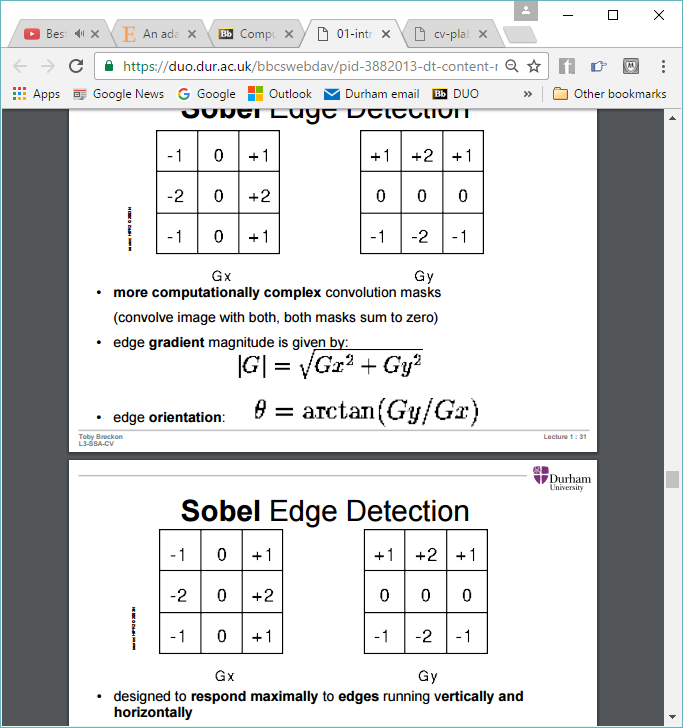 Bes
An ada
Bb Compu
01-intr
cv-plat
https://duo.dur.ac.uk/bbcswebdav/pid-3882013-dt-content-r
Apps Google News Google Outlook Durham email Bb DUO » Other bookmarks
Sobel Edge Detection
-1 0 +1
-2 0 +2
-1 0 +1
Gx
+1 +2 +1
0 0 0
-1 -2 -1
Gy
• more computationally complex convolution masks
(convolve image with both, both masks sum to zero)
• edge gradient magnitude is given by:
|G| = √(Gx² + Gy²)
• edge orientation: θ = arctan(Gy/Gx)
Toby Breckon
L3-SSA-CV
Lecture 1 : 31
Durham
University
Sobel Edge Detection
-1 0 +1
-2 0 +2
-1 0 +1
Gx
+1 +2 +1
0 0 0
-1 -2 -1
Gy
• designed to respond maximally to edges running vertically and
horizontally